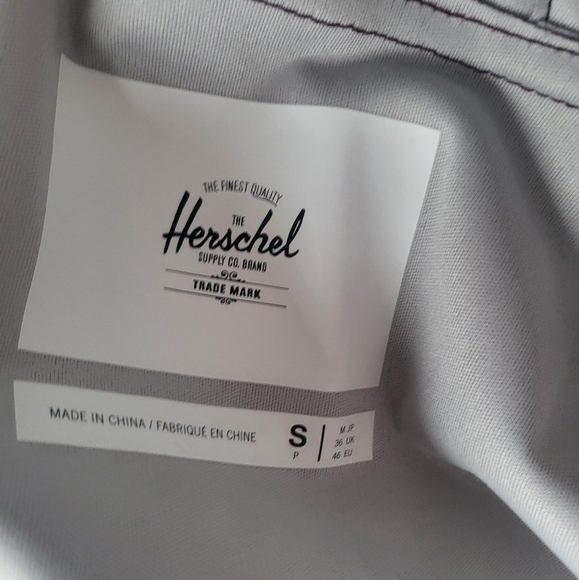 THE FINEST QUALITY
THE
Herschel
SUPPLY CO. BRAND
TRADE MARK
MADE IN CHINA / FABRIQUÉ EN CHINE
S
P
M JP
36 UK
46 EU